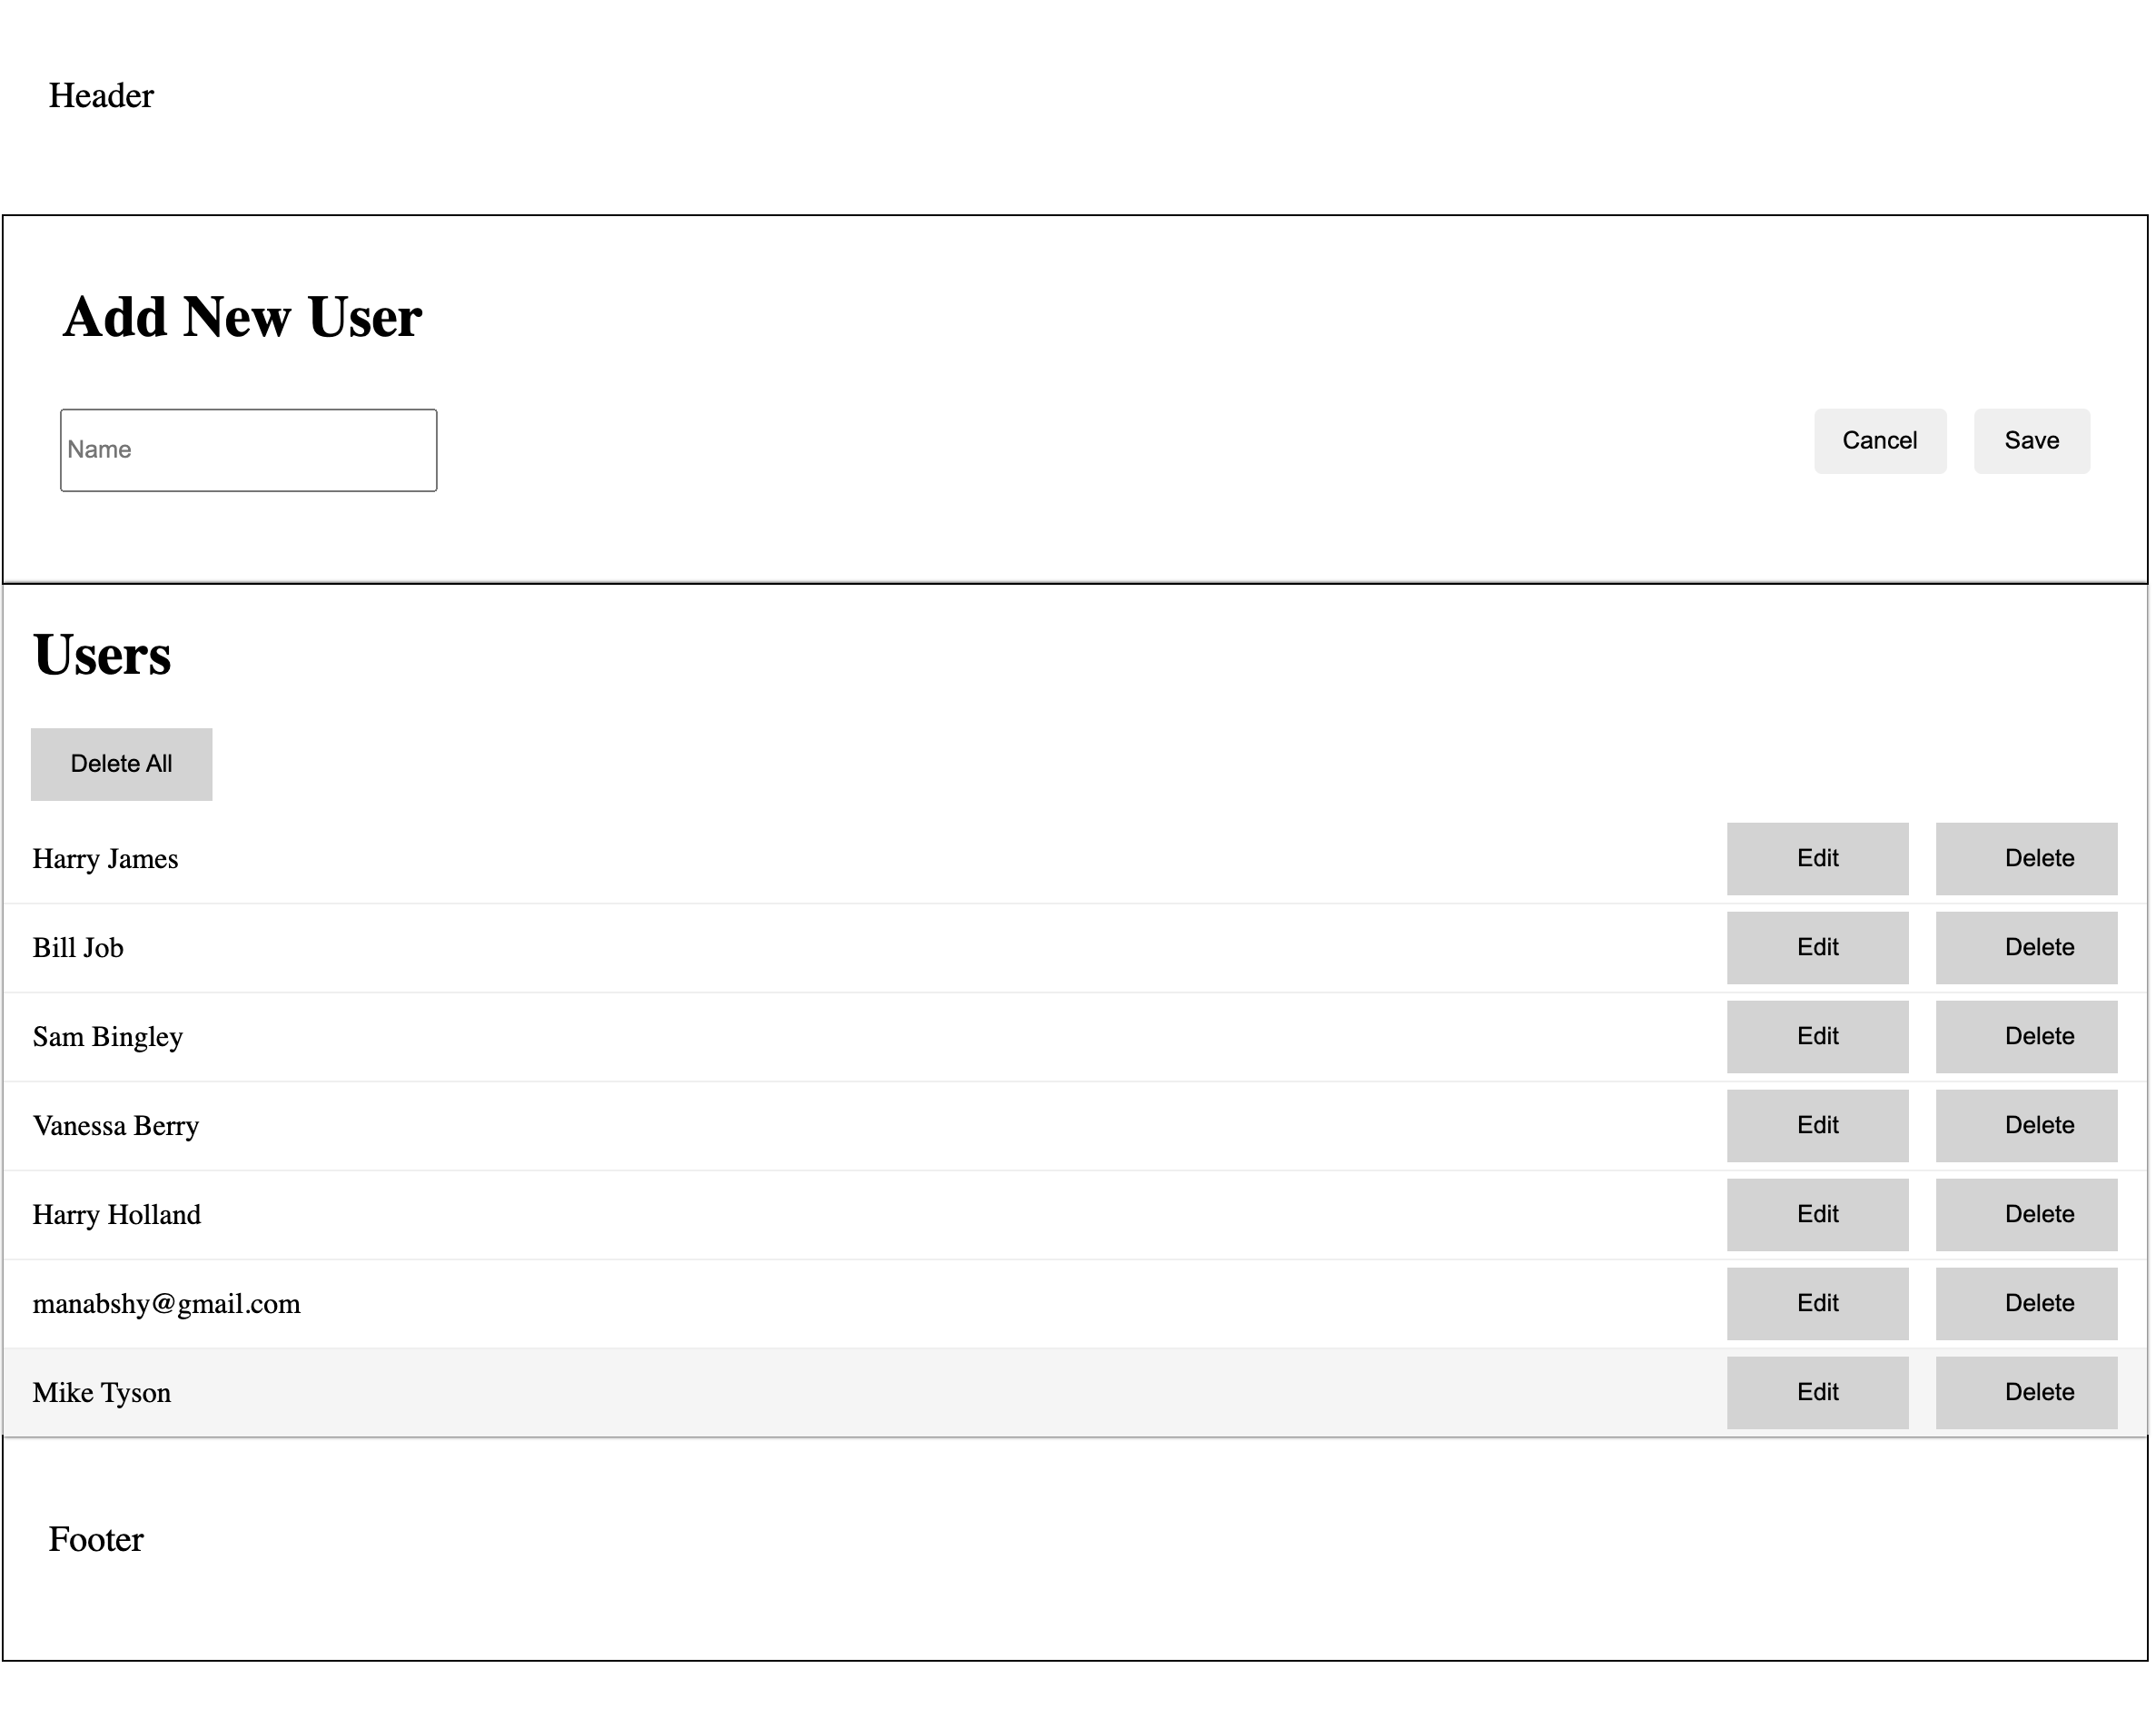 Header
Add New User
Name
Cancel Save
Users
Delete All
Harry James Edit Delete
Bill Job Edit Delete
Sam Bingley Edit Delete
Vanessa Berry Edit Delete
Harry Holland Edit Delete
manabshy@gmail.com Edit Delete
Mike Tyson Edit Delete
Footer